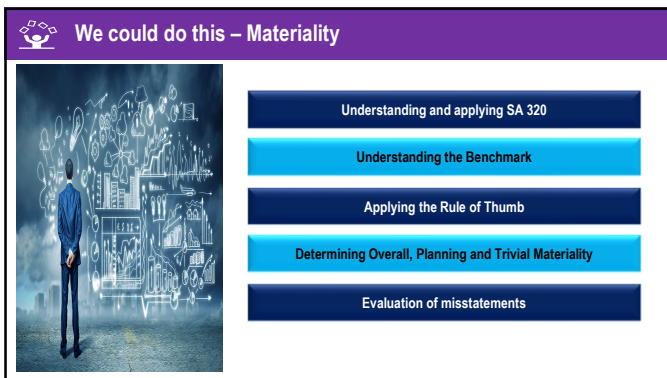 We could do this – Materiality
Understanding and applying SA 320
Understanding the Benchmark
Applying the Rule of Thumb
Determining Overall, Planning and Trivial Materiality
Evaluation of misstatements